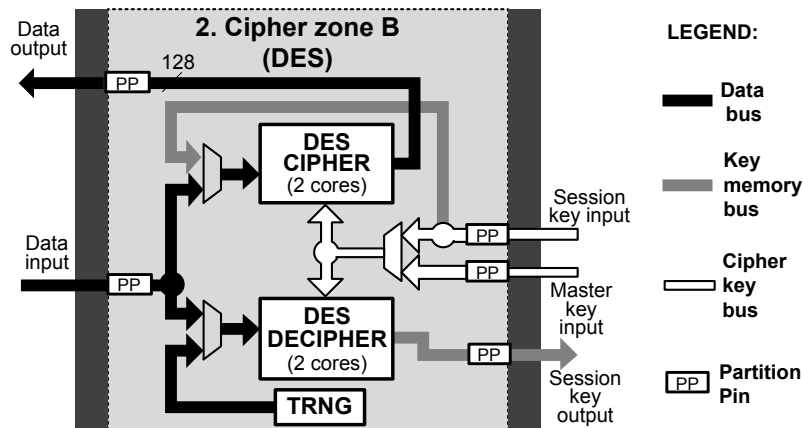 2. Cipher zone B
(DES)
Data
output
PP
128
DES
CIPHER
(2 cores)
Session
key input
PP
Data
input
PP
PP
Master
key
input
DES
DECIPHER
(2 cores)
PP
Session
key
output
TRNG
LEGEND:
Data
bus
Key
memory
bus
Cipher
key
bus
PP
Partition
Pin